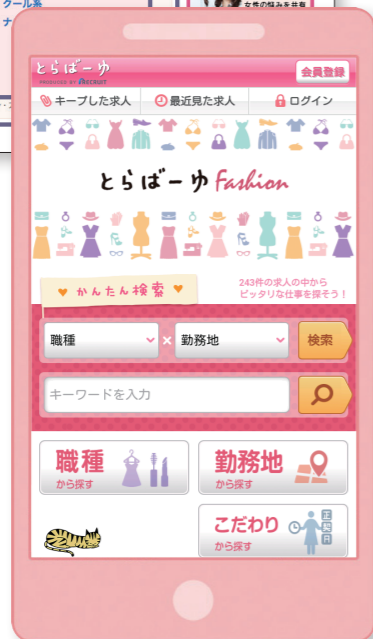 クール系
ナ
女性の悩みを共有
とらばーゆ
PRODUCED BY RECRUIT
会員登録
キープした求人
最近見た求人
ログイン
とらばーゆ Fashion
かんたん検索
243件の求人の中から
ピッタリな仕事を探そう!
職種
×
勤務地
検索
キーワードを入力
職種
から探す
勤務地
から探す
こだわり
から探す